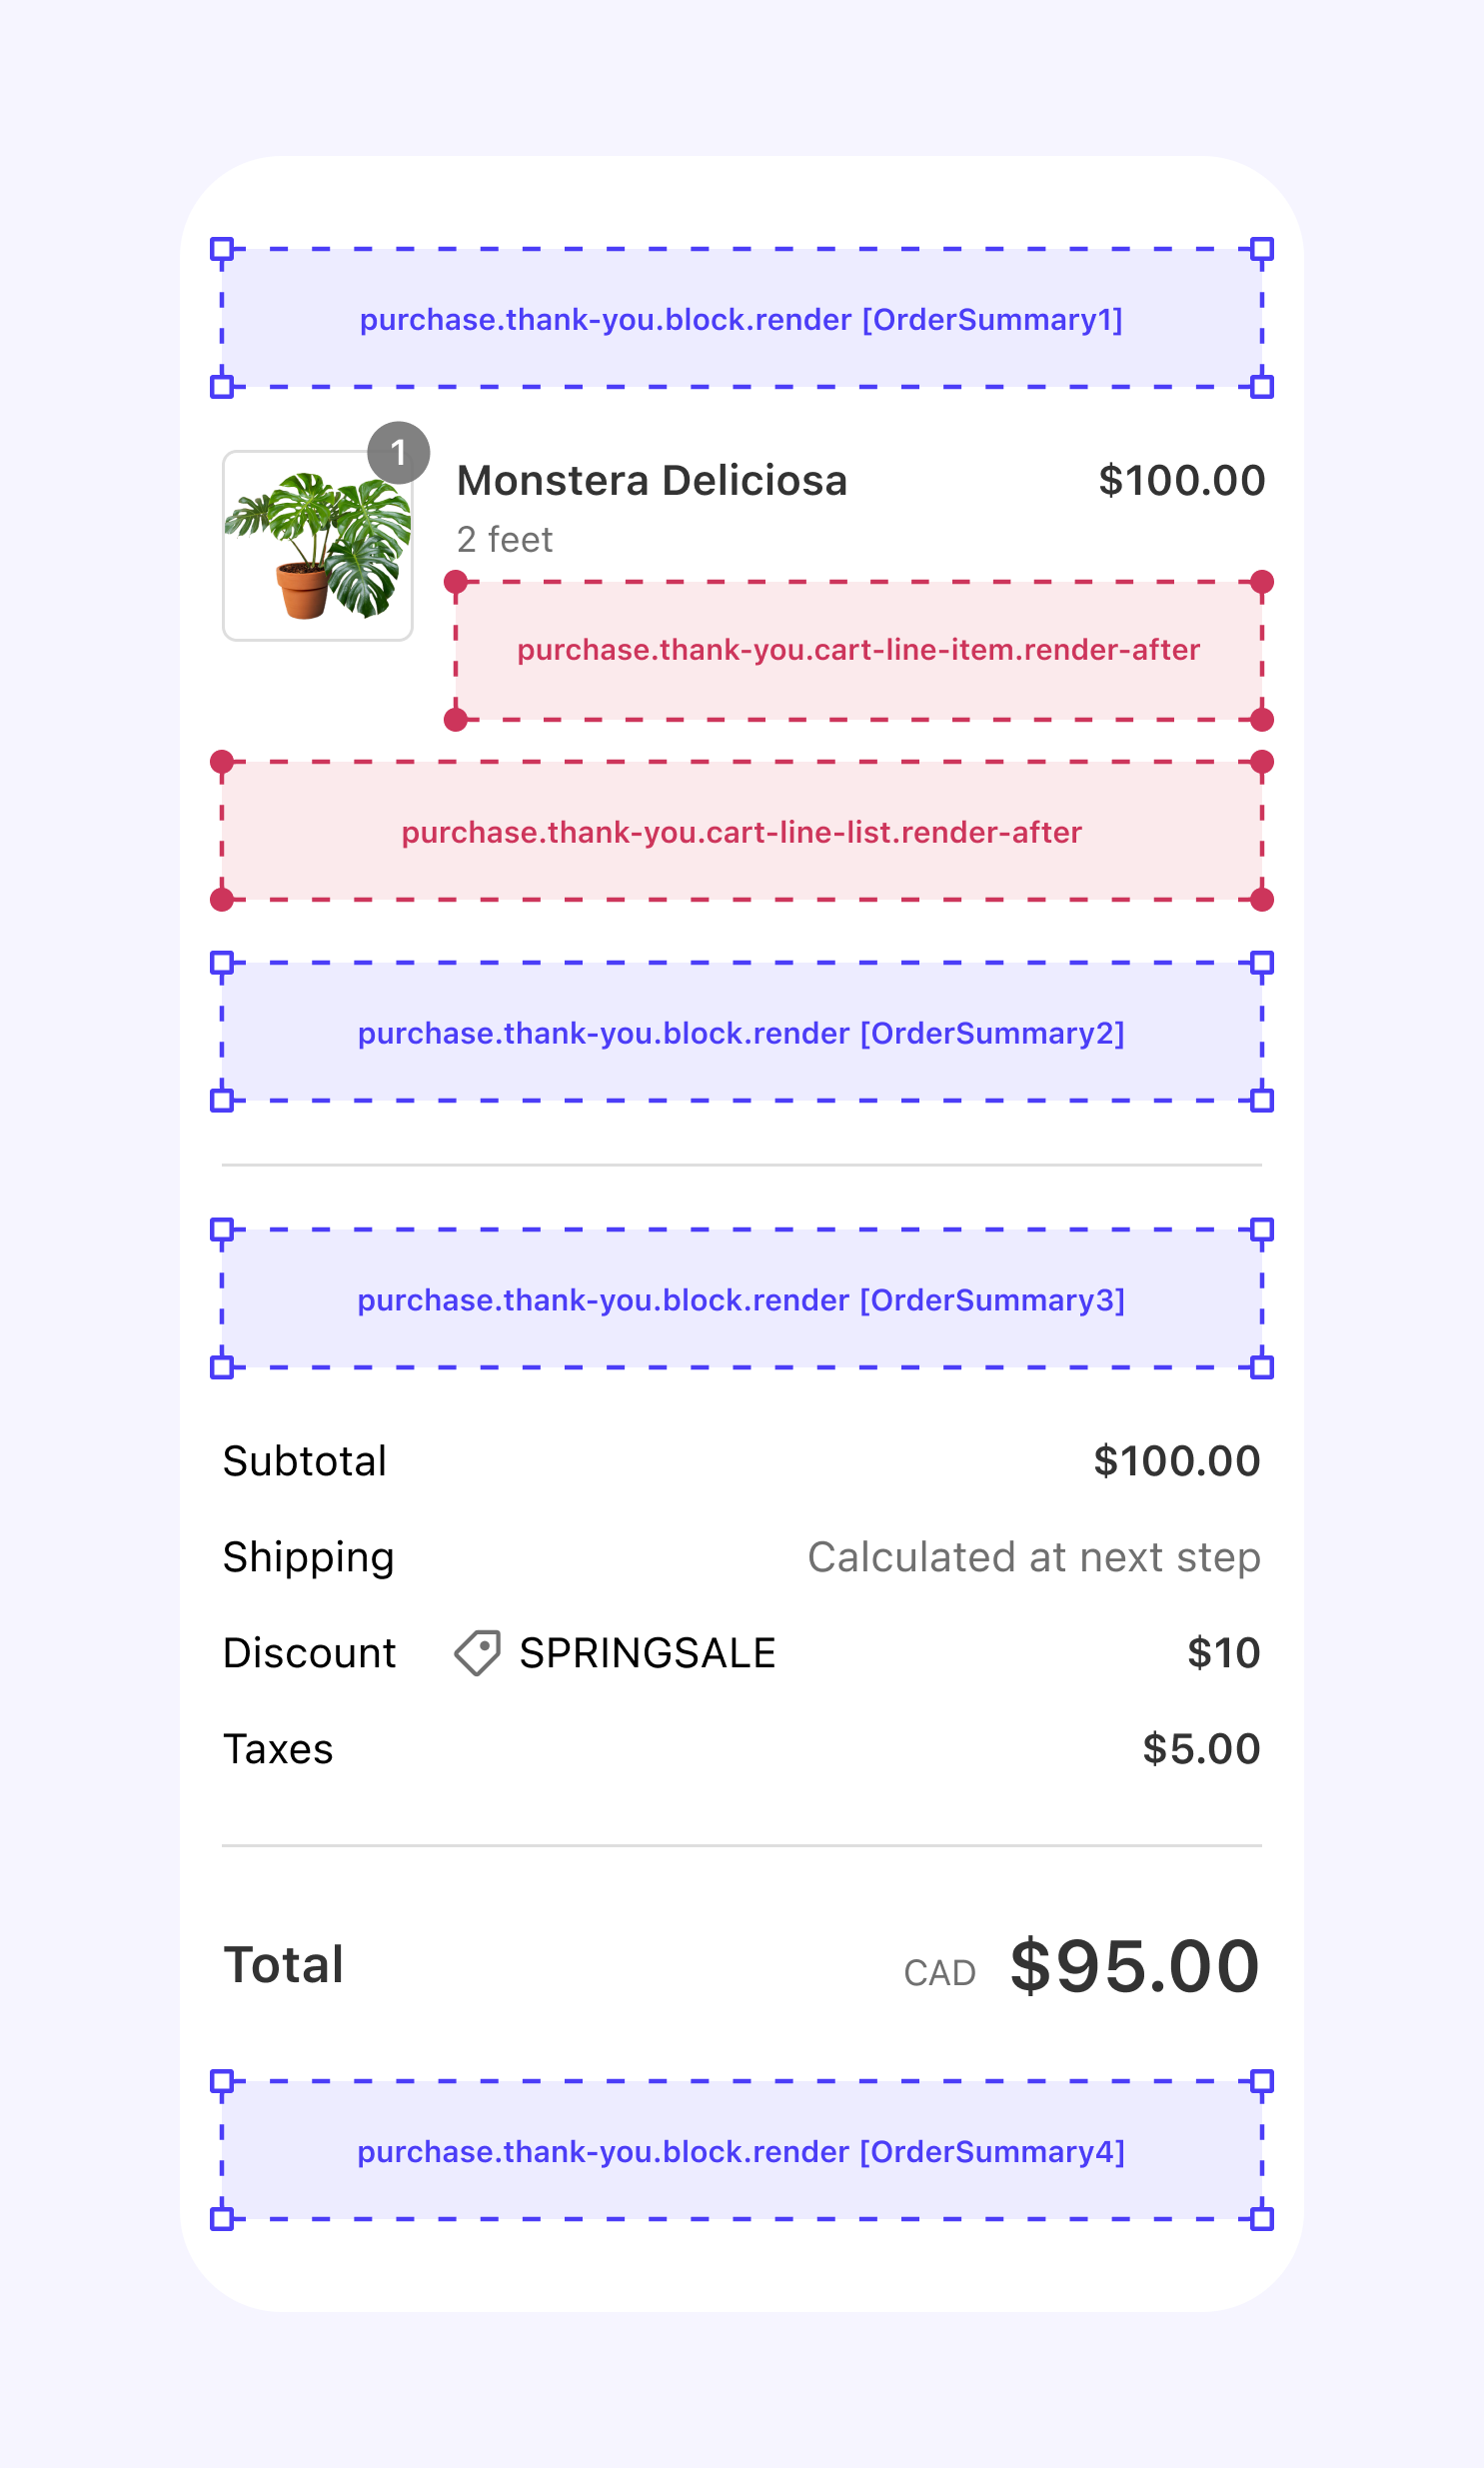 purchase.thank-you.block.render [OrderSummary1]
1
Monstera Deliciosa $100.00
2 feet
purchase.thank-you.cart-line-item.render-after
purchase.thank-you.cart-line-list.render-after
purchase.thank-you.block.render [OrderSummary2]
purchase.thank-you.block.render [OrderSummary3]
Subtotal $100.00
Shipping Calculated at next step
Discount SPRINGSALE $10
Taxes $5.00
Total CAD $95.00
purchase.thank-you.block.render [OrderSummary4]